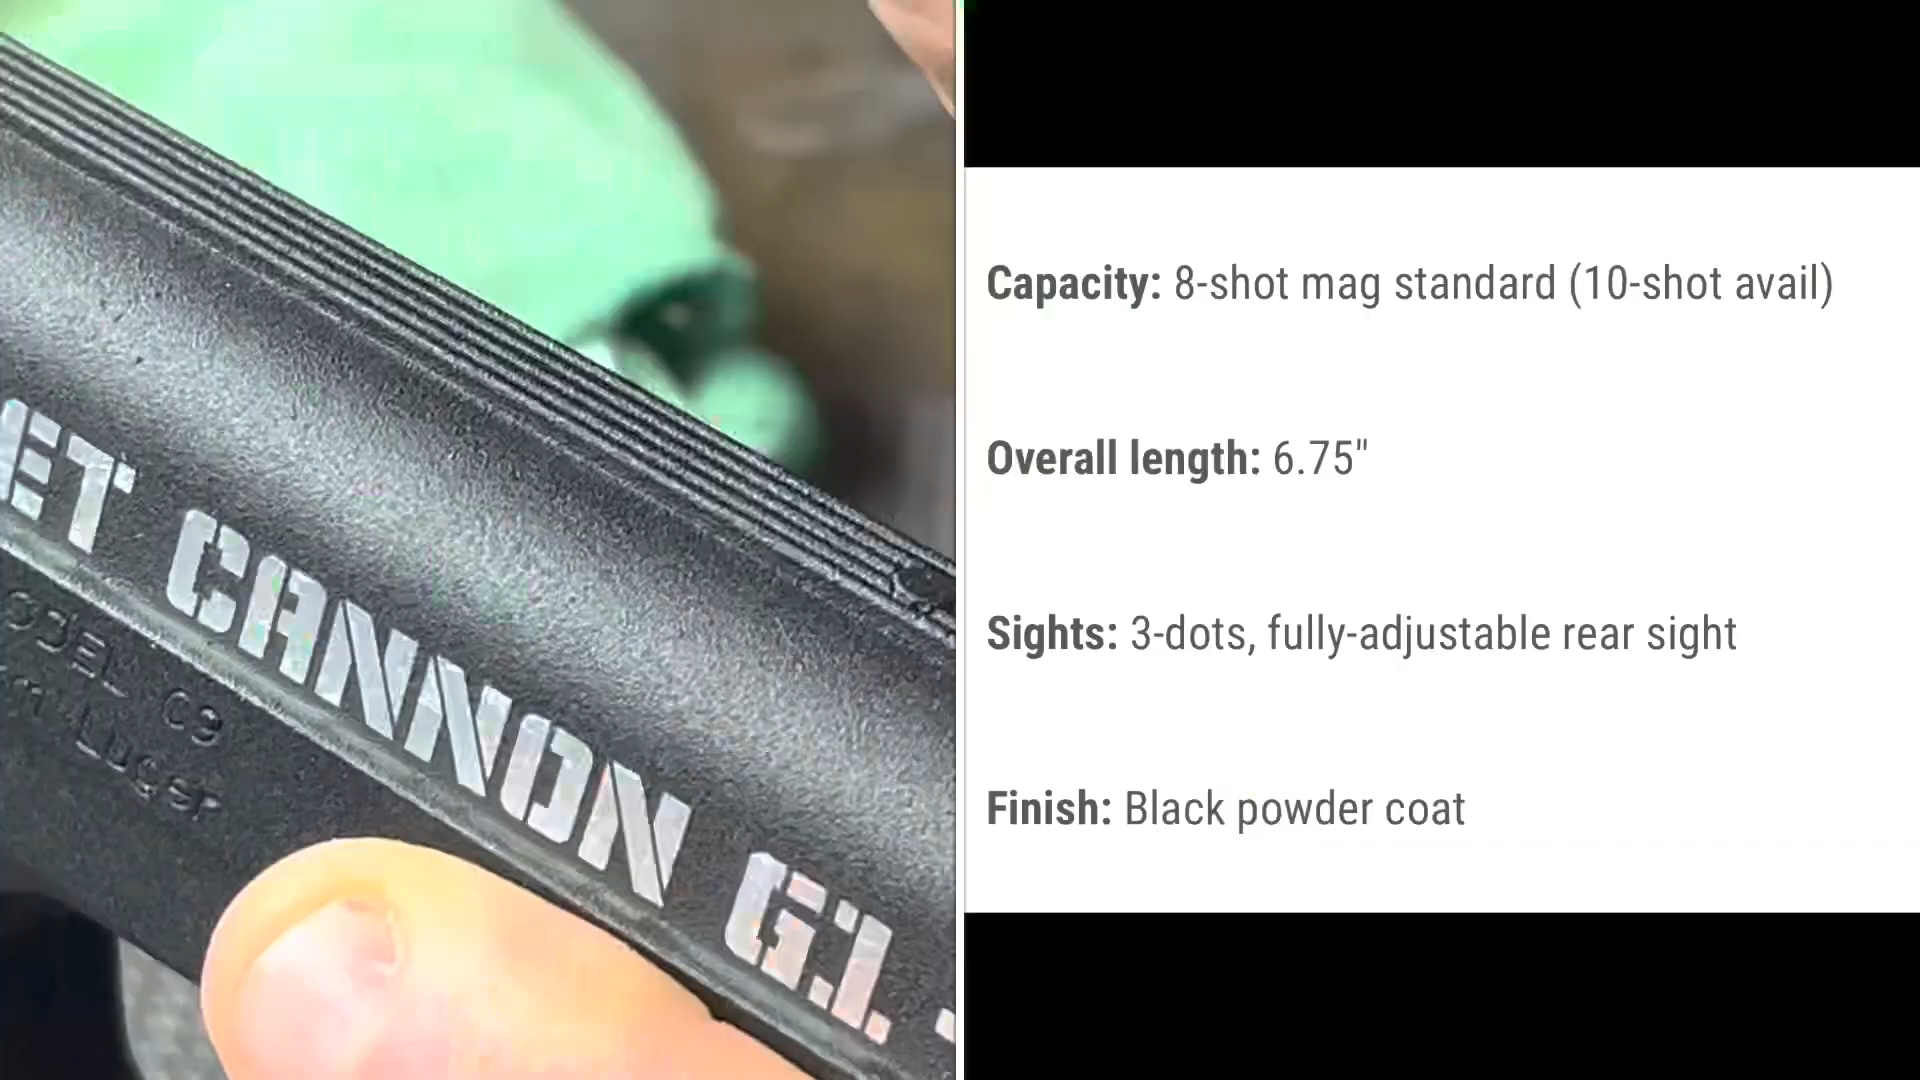 ET CANNON G1
ODEL C9
m Luger
Capacity: 8-shot mag standard (10-shot avail)
Overall length: 6.75"
Sights: 3-dots, fully-adjustable rear sight
Finish: Black powder coat